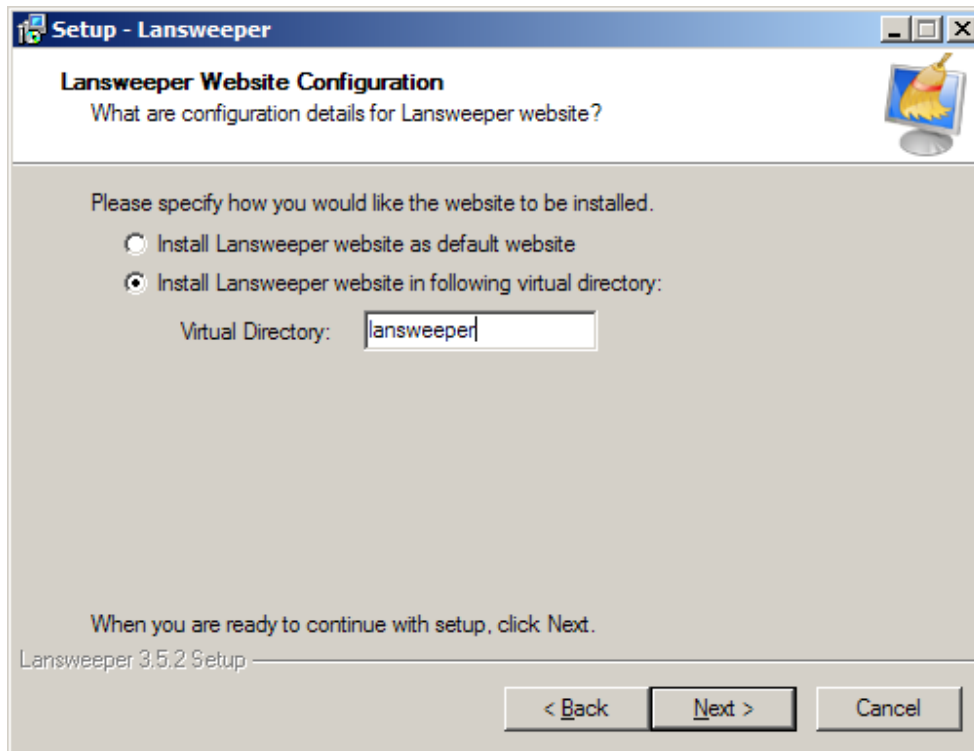 Setup - Lansweeper
Lansweeper Website Configuration
What are configuration details for Lansweeper website?
Please specify how you would like the website to be installed.
Install Lansweeper website as default website
Install Lansweeper website in following virtual directory:
Virtual Directory: lansweeper
When you are ready to continue with setup, click Next.
Lansweeper 3.5.2 Setup
< Back Next > Cancel